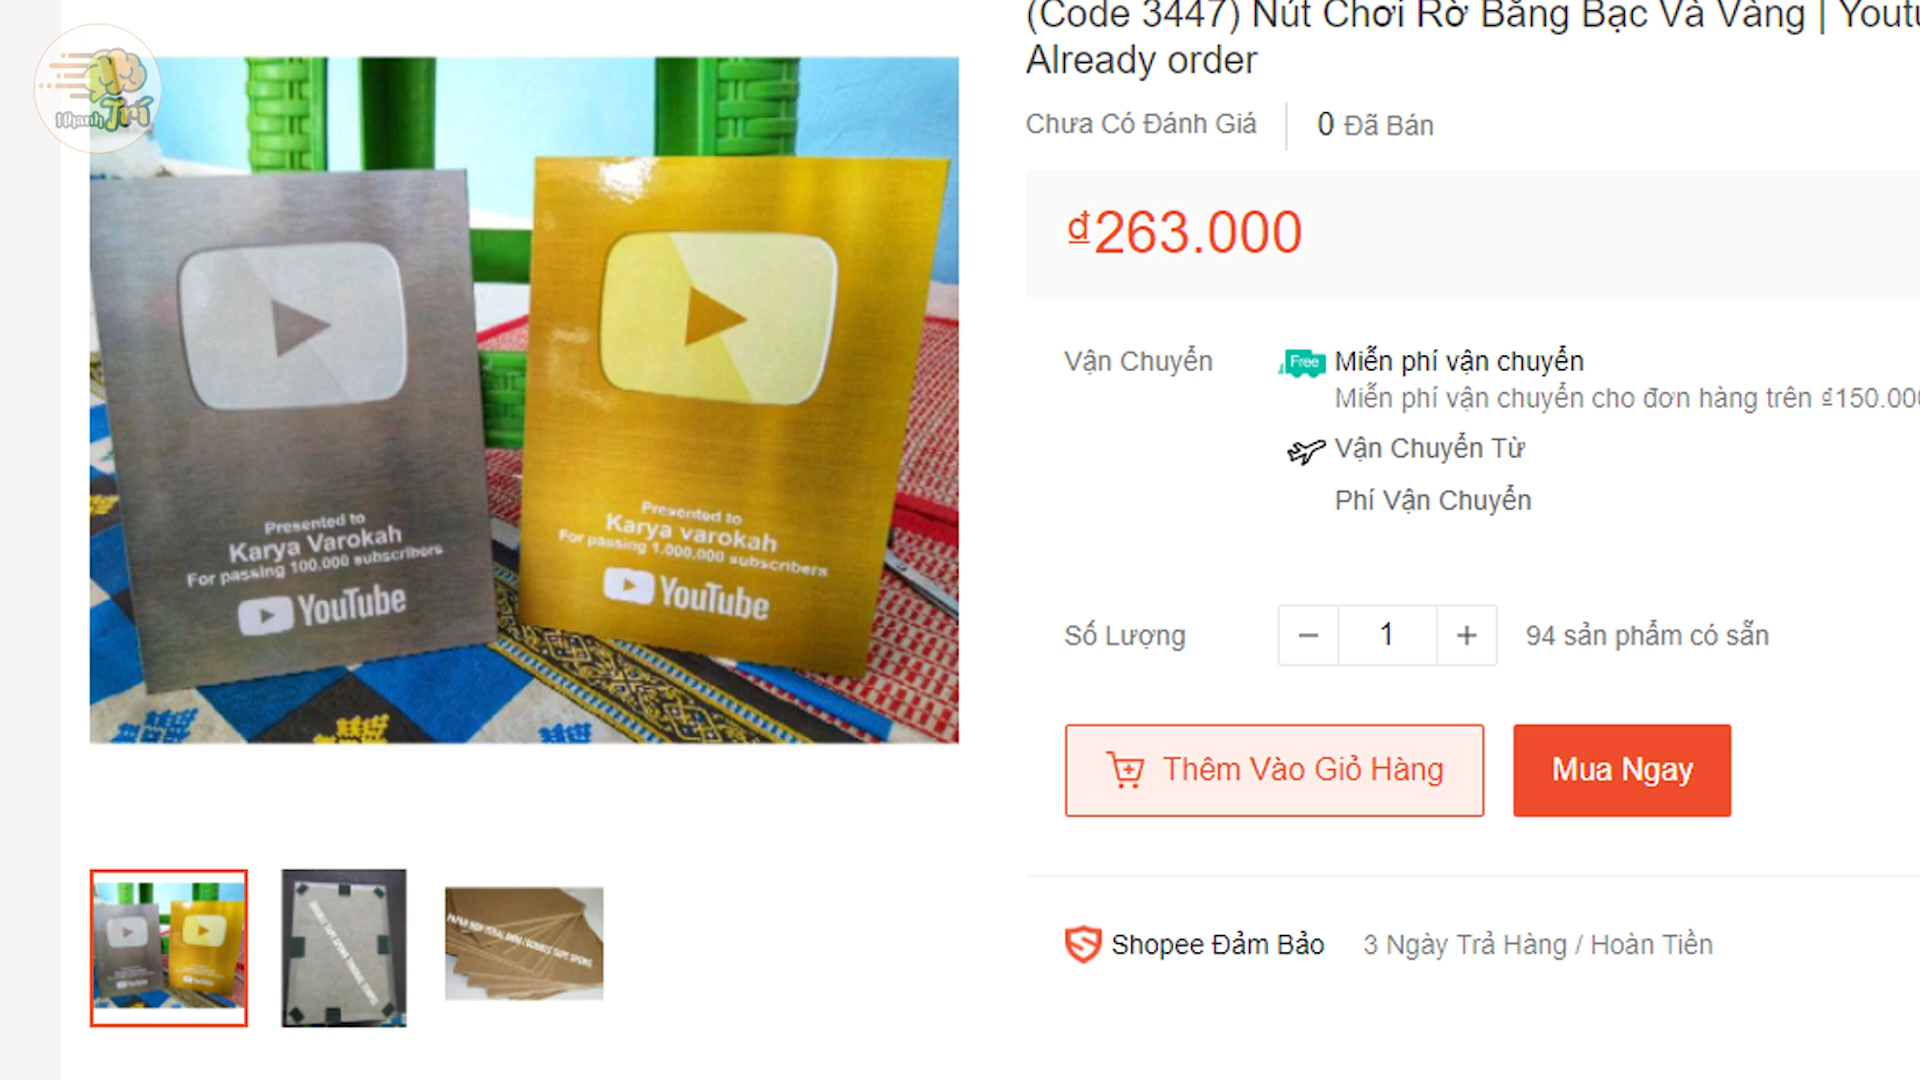 (Code 3447) Nút Chơi Rờ Bằng Bạc Và Vàng |
Already order
Chưa Có Đánh Giá
0 Đã Bán
₫263.000
Vận Chuyển
Free
Miễn phí vận chuyển
Miễn phí vận chuyển cho đơn hàng trên
Vận Chuyển Từ
Phí Vận Chuyển
Số Lượng
− 1 +
94 sản phẩm có sẵn
Thêm Vào Giỏ Hàng
Mua Ngay
Shopee Đảm Bảo
3 Ngày Trả Hàng / Hoàn Tiền
Nhanh Trí
Presented to
Karya Varokah
For passing 100.000 subscribers
YouTube
Presented to
Karya varokah
For passing 1.000.000 subscribers
YouTube